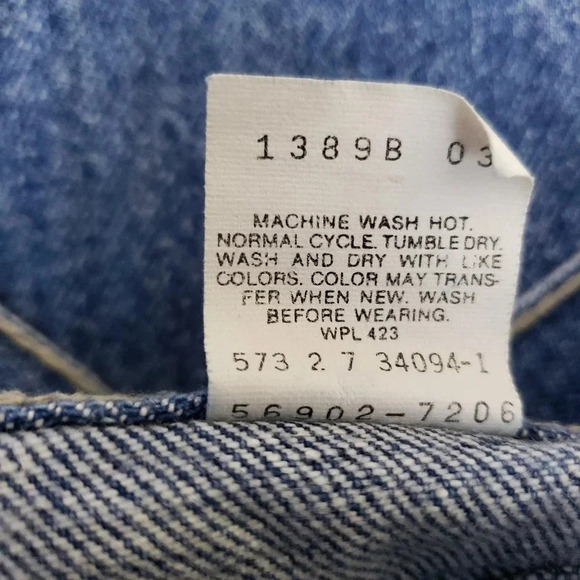 1389B 03
MACHINE WASH HOT.
NORMAL CYCLE. TUMBLE DRY.
WASH AND DRY WITH LIKE
COLORS. COLOR MAY TRANS-
FER WHEN NEW. WASH
BEFORE WEARING.
WPL 423
573 2 7 34094-1
56902-7206